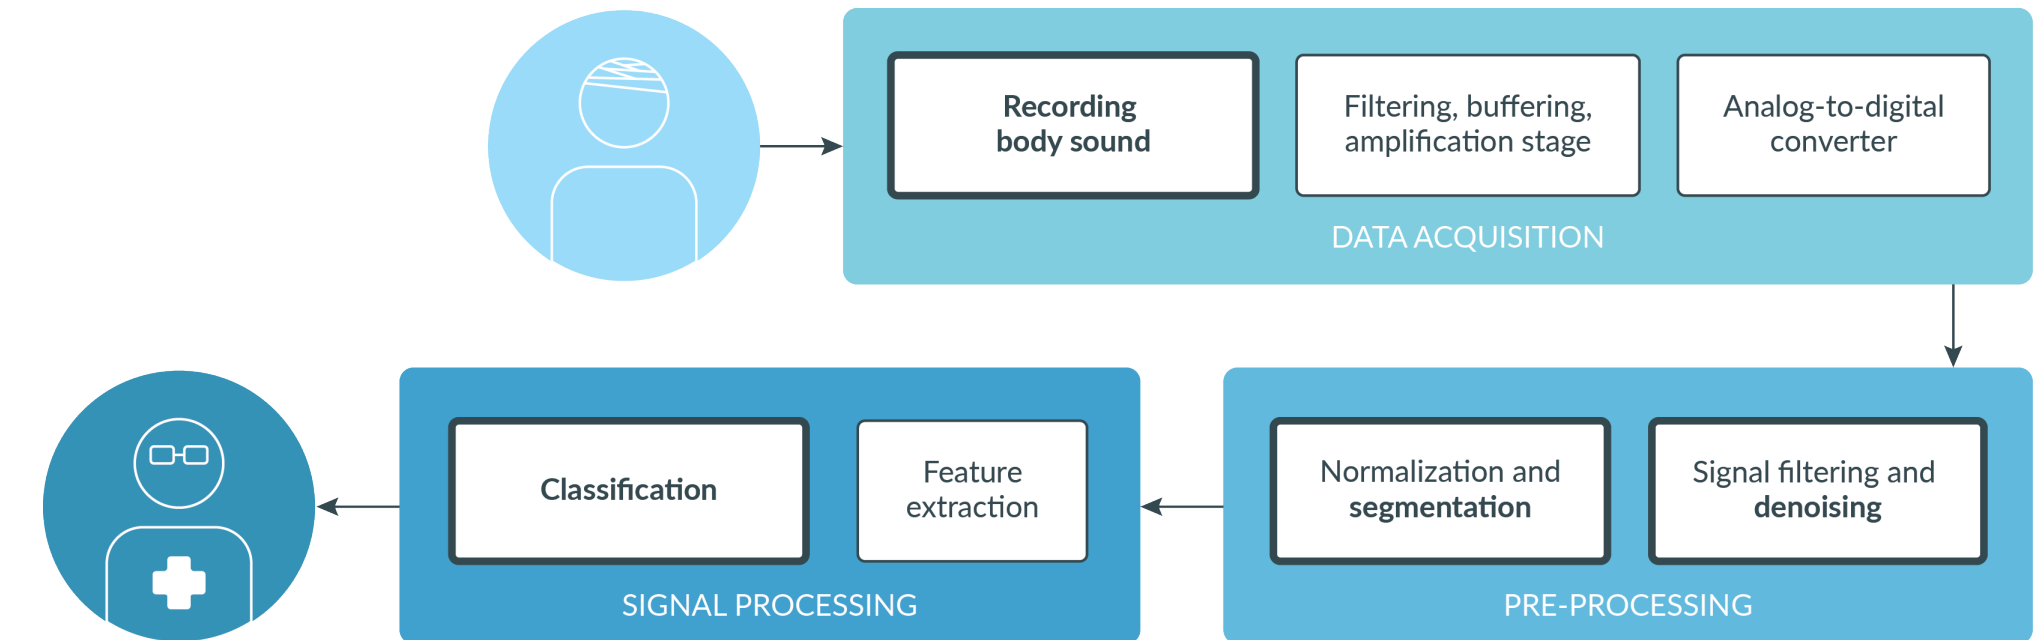 Recording
body sound
Filtering, buffering,
amplification stage
Analog-to-digital
converter
DATA ACQUISITION
Classification
Feature
extraction
SIGNAL PROCESSING
Normalization and
segmentation
Signal filtering and
denoising
PRE-PROCESSING